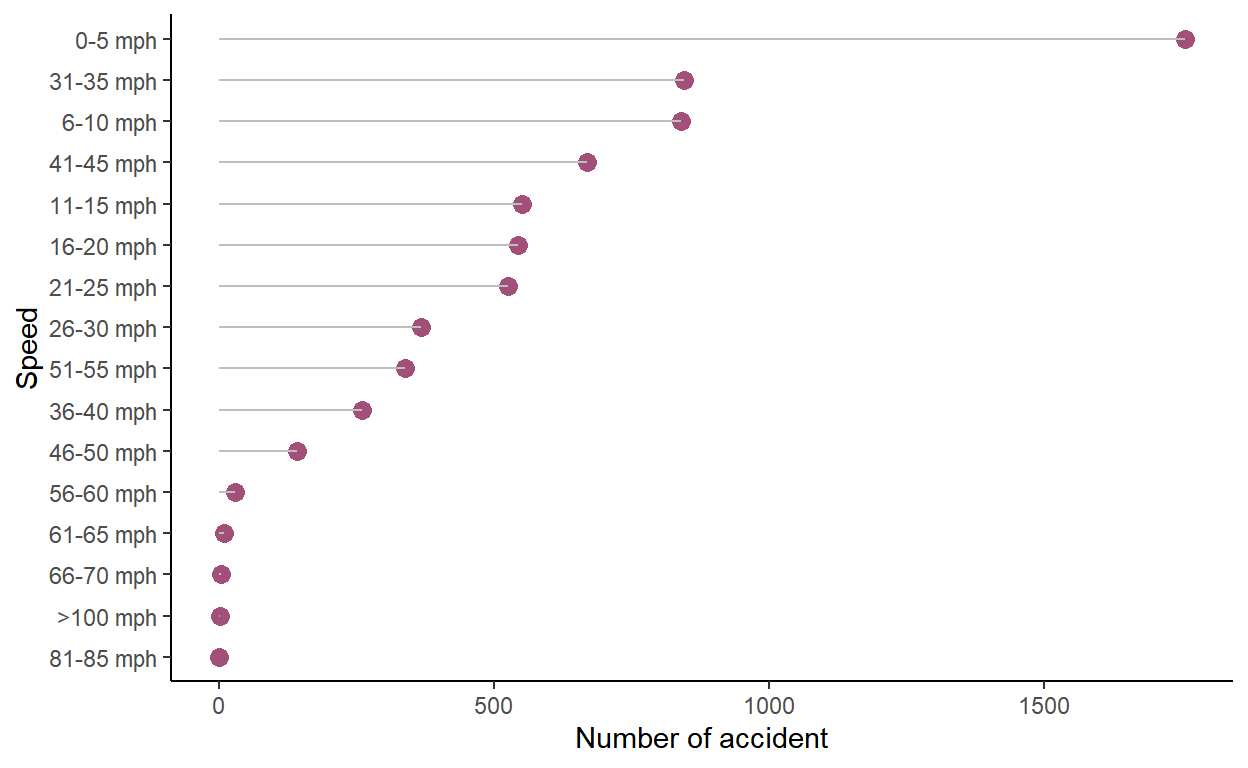 0-5 mph
31-35 mph
6-10 mph
41-45 mph
11-15 mph
16-20 mph
21-25 mph
26-30 mph
51-55 mph
36-40 mph
46-50 mph
56-60 mph
61-65 mph
66-70 mph
>100 mph
81-85 mph
Speed
0 500 1000 1500
Number of accident